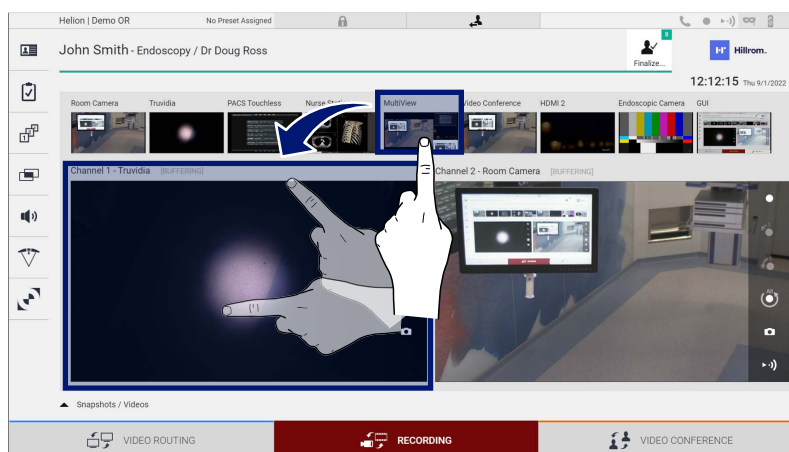 Helion | Demo OR
No Preset Assigned
John Smith - Endoscopy / Dr Doug Ross
8
Finalize...
H
Hillrom
12:12:15 Thu 9/1/2022
Room Camera
Truvidia
PACS Touchless
Nurse
MultiView
Video Conference
HDMI 2
Endoscopic Camera
GUI
Channel 1 - Truvidia [BUFFERING]
Channel 2 - Room Camera [BUFFERING]
All
Snapshots / Videos
VIDEO ROUTING
RECORDING
VIDEO CONFERENCE